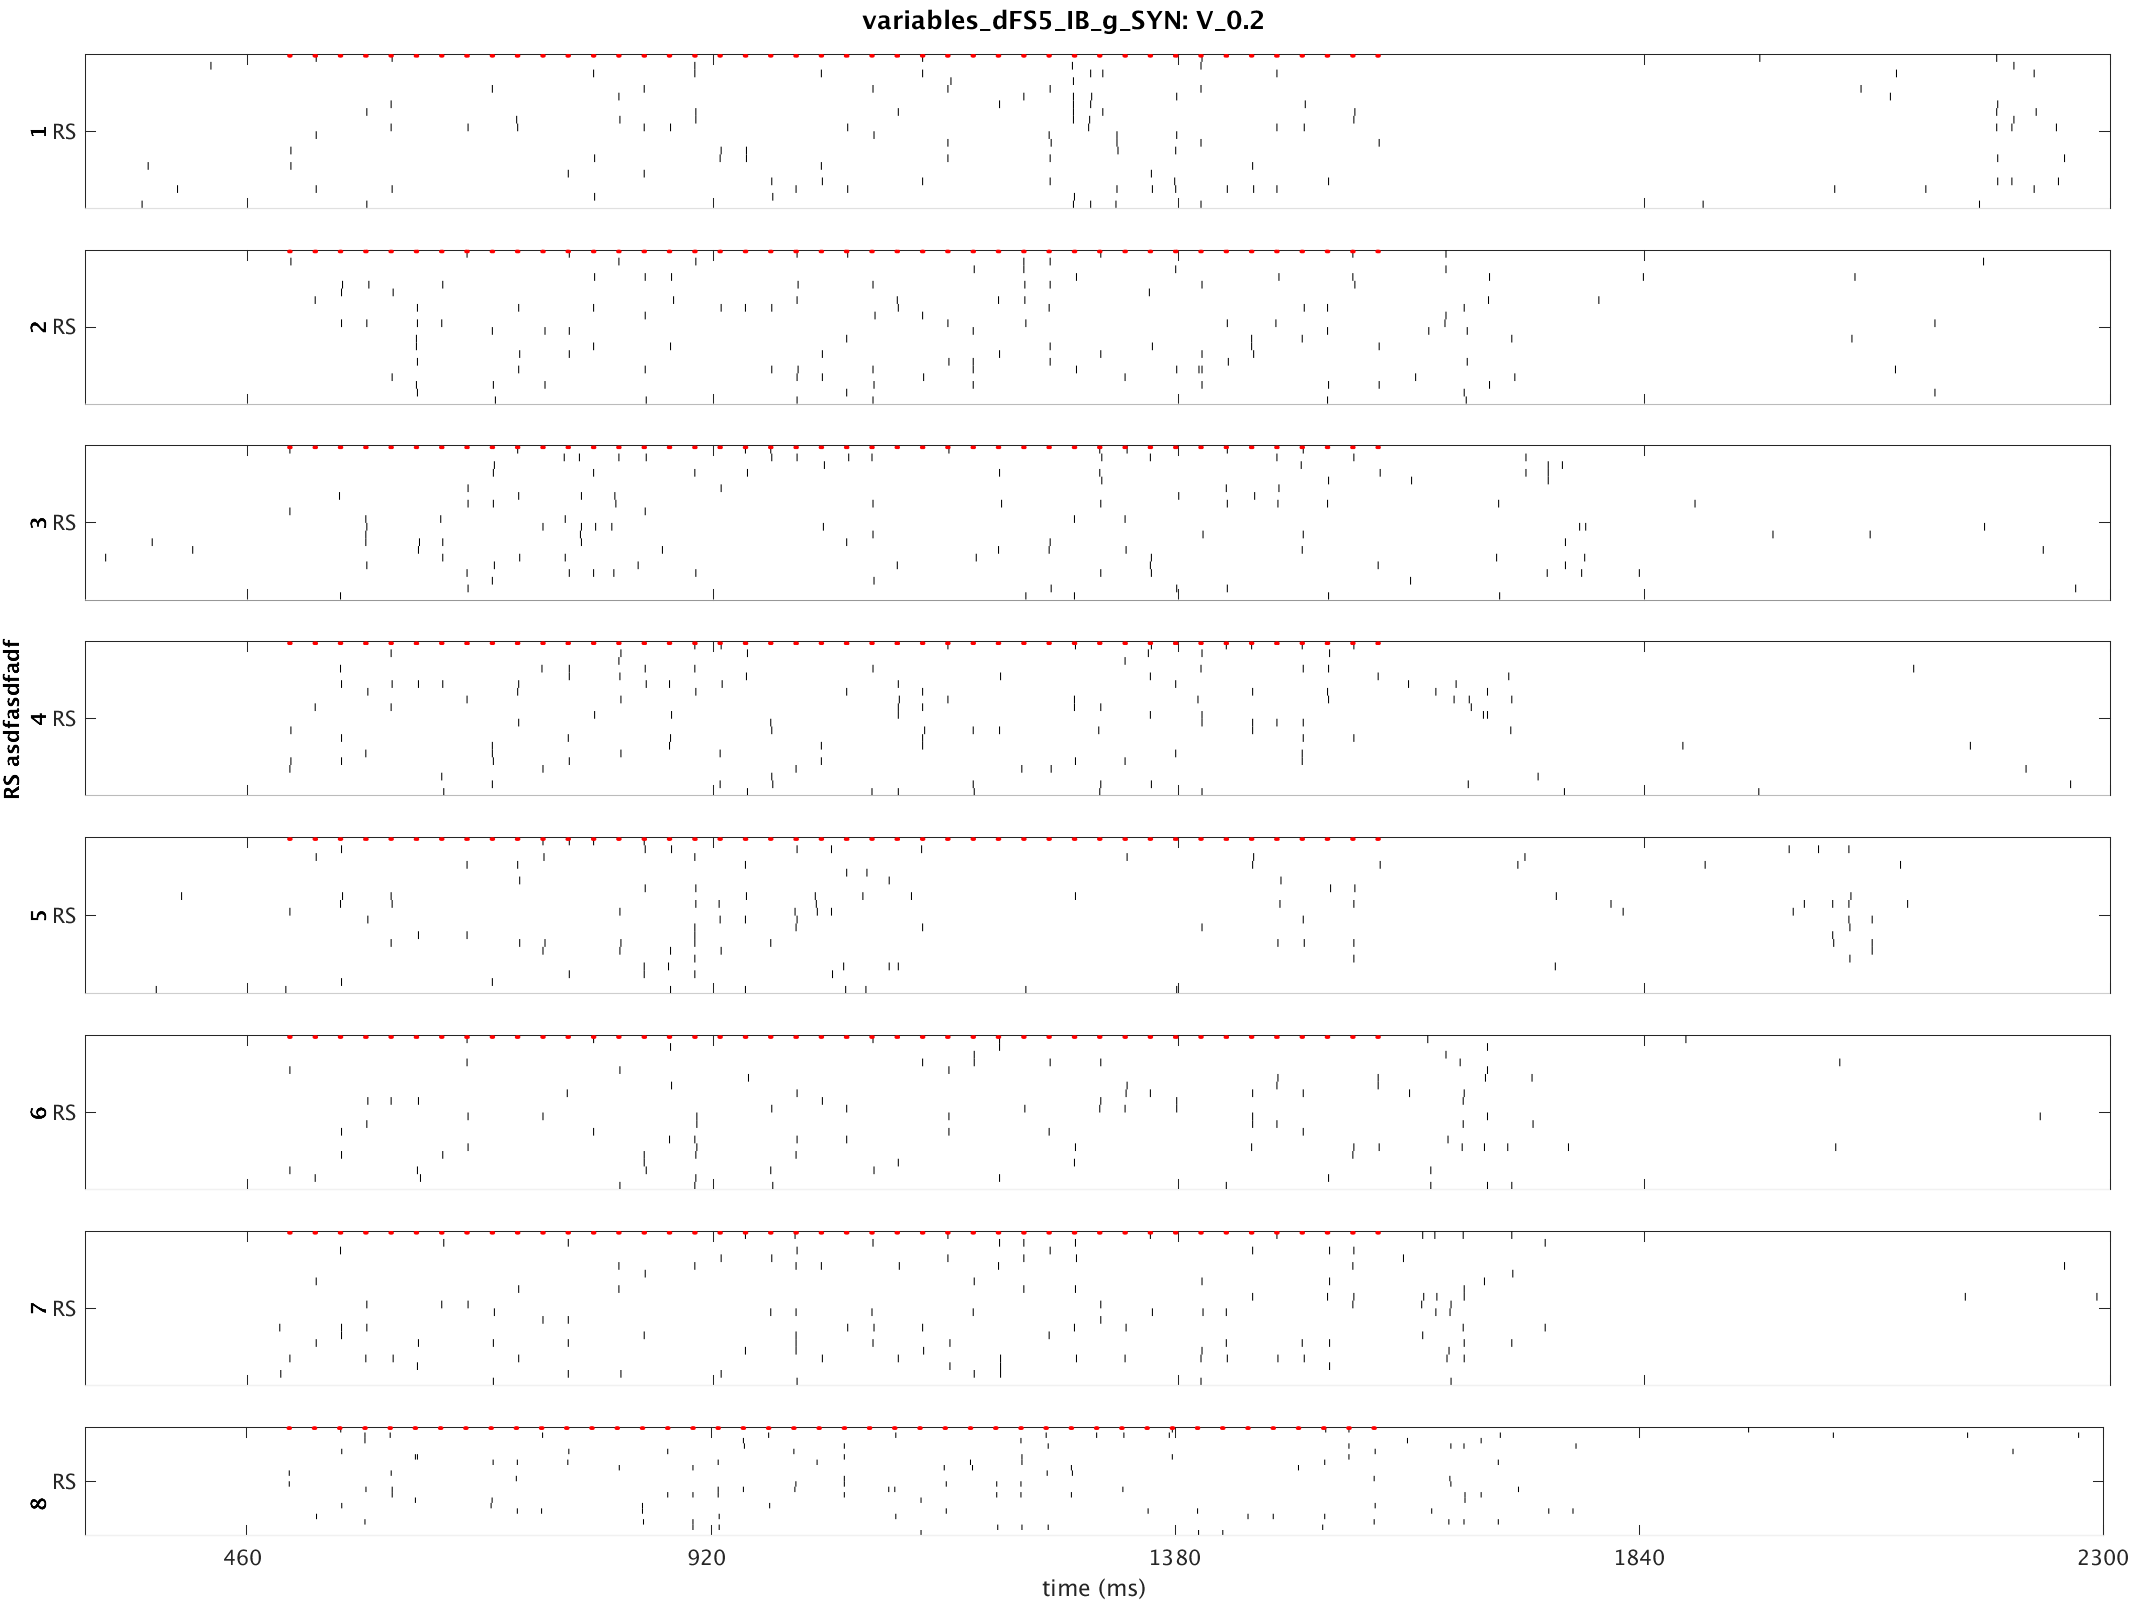 variables_dFS5_IB_g_SYN: V_0.2
RS asdfasdfadf
1 RS
2 RS
3 RS
4 RS
5 RS
6 RS
7 RS
8 RS
460 920 1380 1840 2300
time (ms)